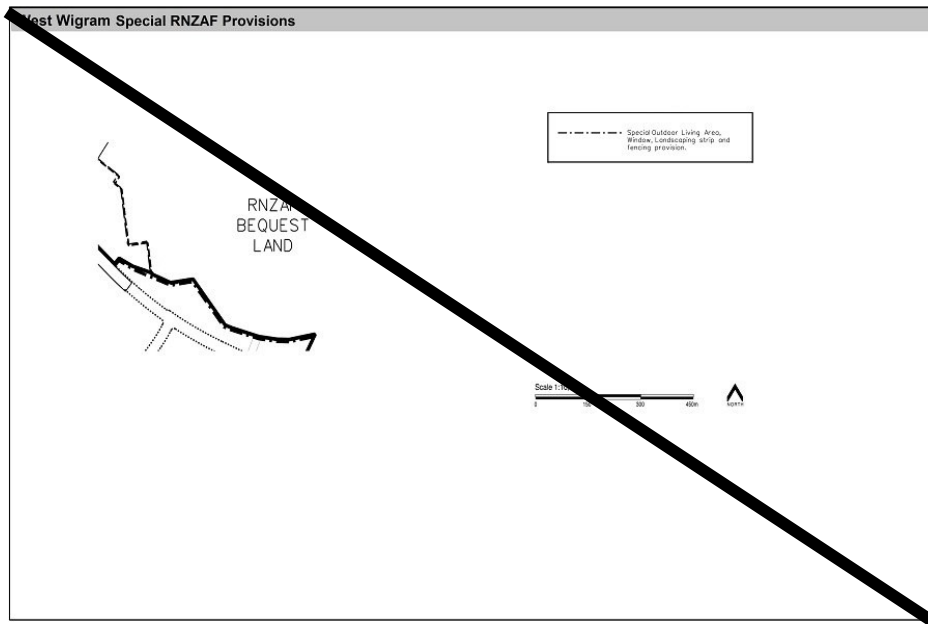 West Wigram Special RNZAF Provisions
Special Outdoor Living Area,
Window, Landscaping strip and
fencing provision.
RNZAF
BEQUEST
LAND
Scale
0 150 300 450m
NORTH